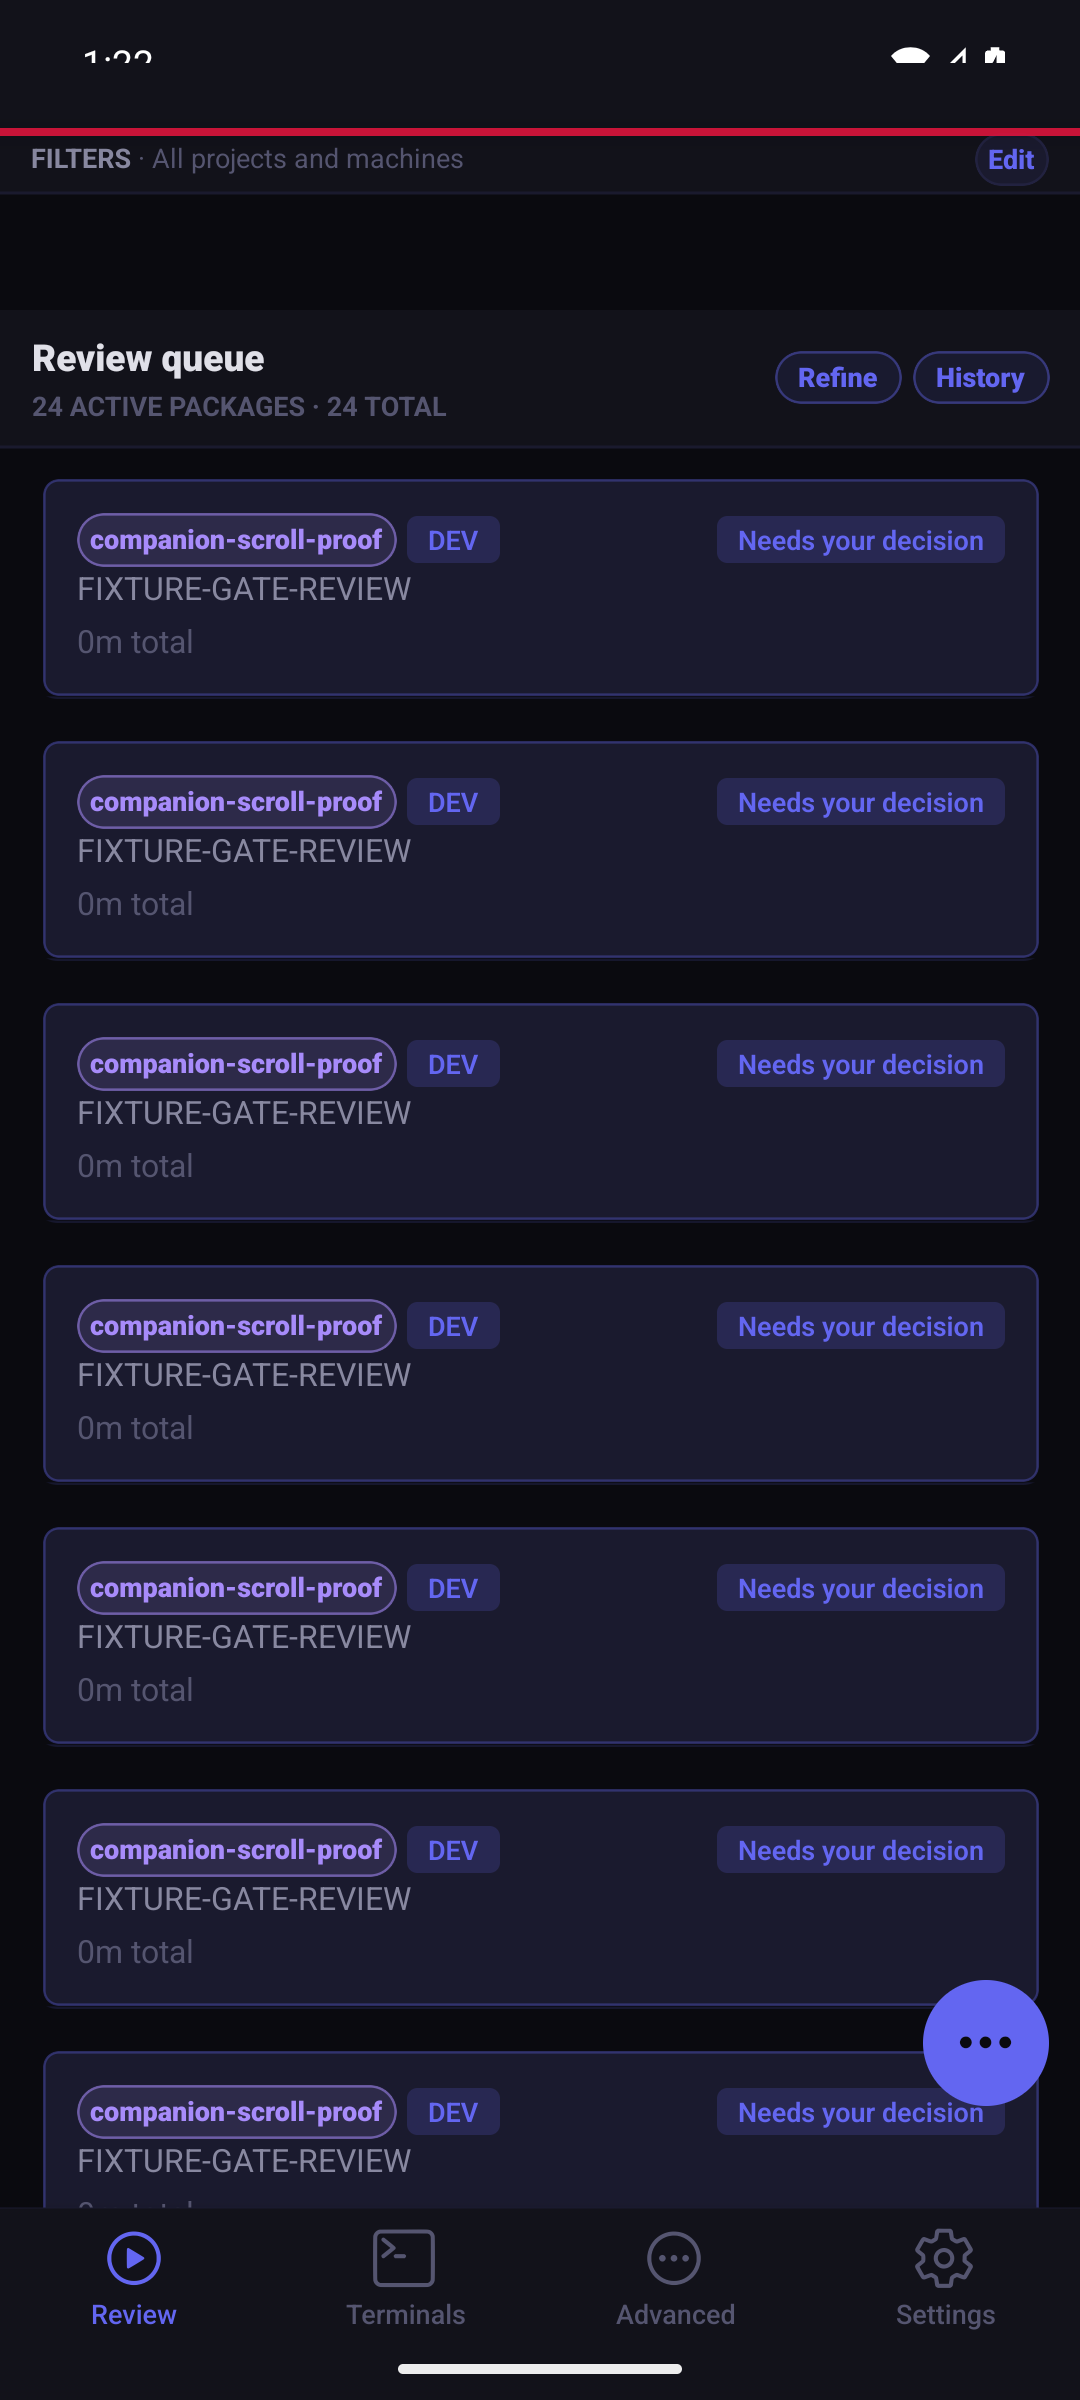 FILTERS · All projects and machines
Edit
Review queue
24 ACTIVE PACKAGES · 24 TOTAL
Refine
History
companion-scroll-proof DEV Needs your decision
FIXTURE-GATE-REVIEW
0m total
companion-scroll-proof DEV Needs your decision
FIXTURE-GATE-REVIEW
0m total
companion-scroll-proof DEV Needs your decision
FIXTURE-GATE-REVIEW
0m total
companion-scroll-proof DEV Needs your decision
FIXTURE-GATE-REVIEW
0m total
companion-scroll-proof DEV Needs your decision
FIXTURE-GATE-REVIEW
0m total
companion-scroll-proof DEV Needs your decision
FIXTURE-GATE-REVIEW
0m total
companion-scroll-proof DEV Needs your decision
FIXTURE-GATE-REVIEW
Review Terminals Advanced Settings